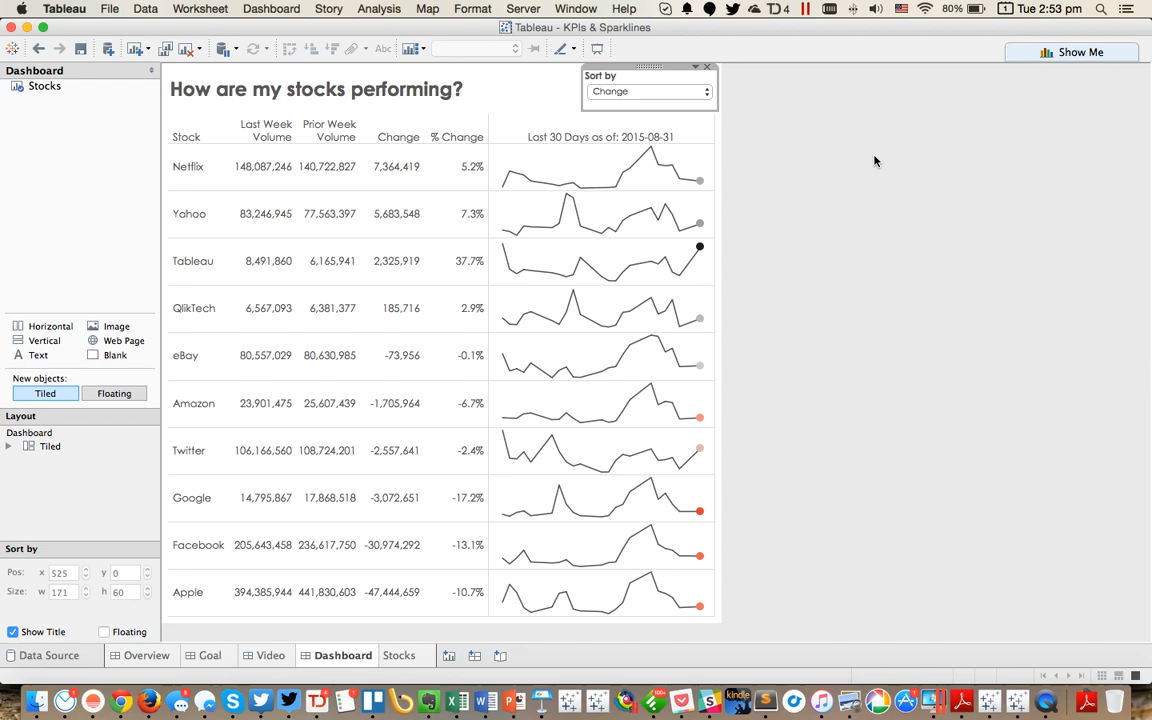 Tableau File Data Worksheet Dashboard Story Analysis Map Format Server Window Help 4 80% 1 Tue 2:53 pm
Tableau - KPIs & Sparklines
Abc Show Me
Dashboard
Stocks
Horizontal Image
Vertical Web Page
A Text Blank
New objects:
Tiled Floating
Layout
Dashboard
Tiled
Sort by
Pos: x 525 y 0
Size: w 171 h 60
Show Title Floating
How are my stocks performing?
Sort by
Change
Stock Last Week Volume Prior Week Volume Change % Change Last 30 Days as of: 2015-08-31
Netflix 148,087,246 140,722,827 7,364,419 5.2%
Yahoo 83,246,945 77,563,397 5,683,548 7.3%
Tableau 8,491,860 6,165,941 2,325,919 37.7%
QlikTech 6,567,093 6,381,377 185,716 2.9%
eBay 80,557,029 80,630,985 -73,956 -0.1%
Amazon 23,901,475 25,607,439 -1,705,964 -6.7%
Twitter 106,166,560 108,724,201 -2,557,641 -2.4%
Google 14,795,867 17,868,518 -3,072,651 -17.2%
Facebook 205,643,458 236,617,750 -30,974,292 -13.1%
Apple 394,385,944 441,830,603 -47,444,659 -10.7%
Data Source Overview Goal Video Dashboard Stocks